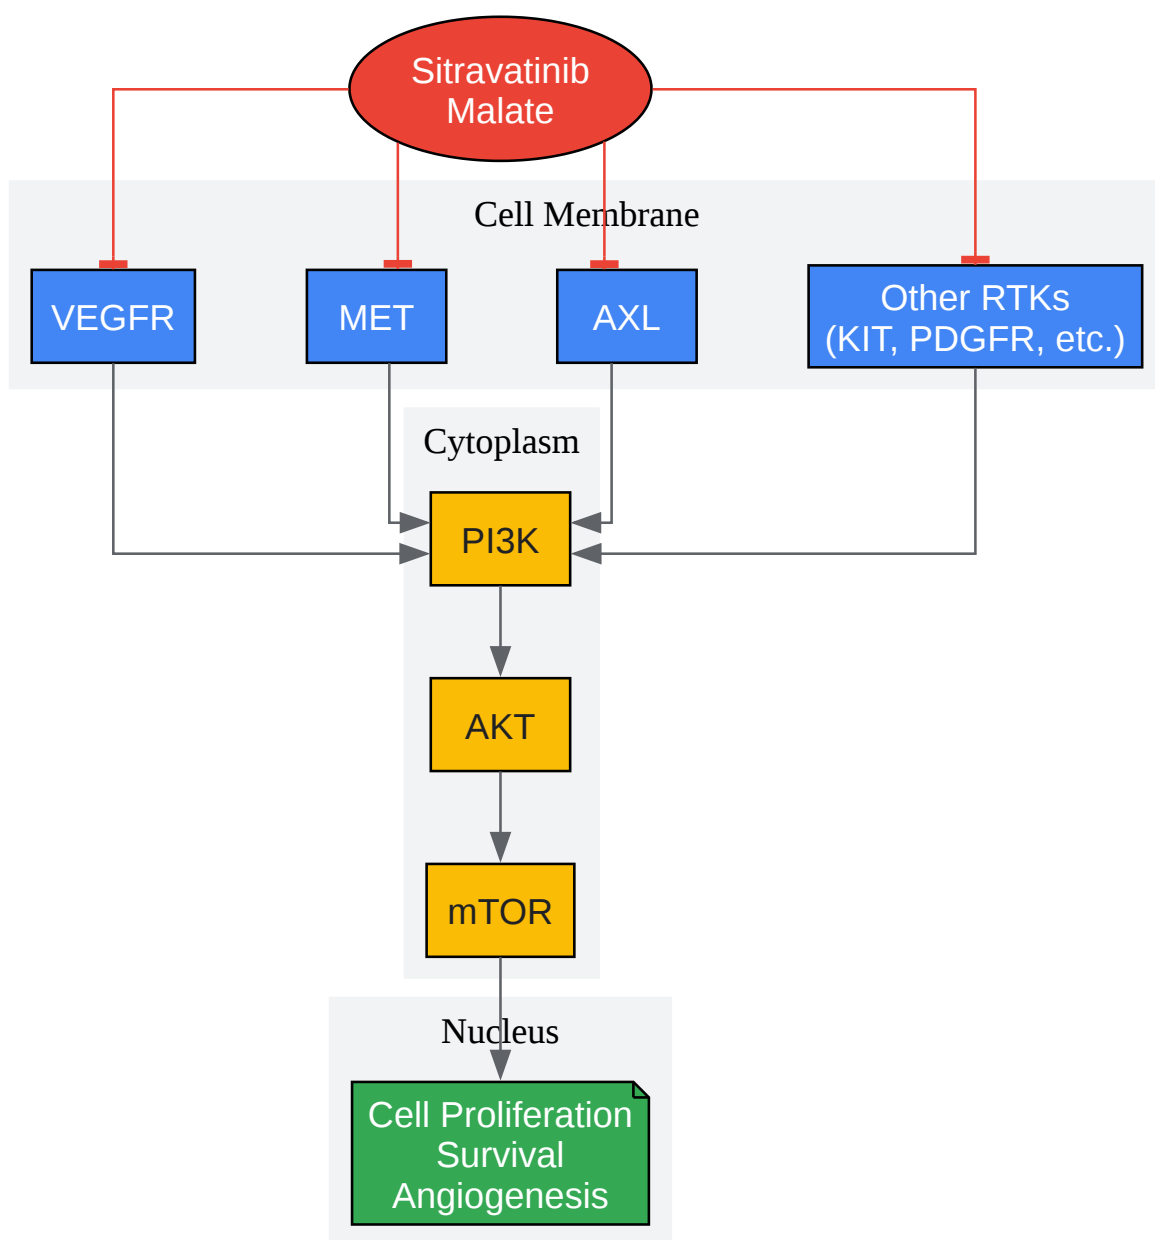 Sitravatinib
Malate
Cell Membrane
VEGFR
MET
AXL
Other RTKs
(KIT, PDGFR, etc.)
Cytoplasm
PI3K
AKT
mTOR
Nucleus
Cell Proliferation
Survival
Angiogenesis